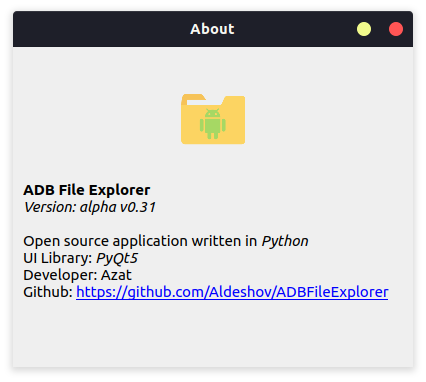 About
ADB File Explorer
Version: alpha v0.31
Open source application written in Python
UI Library: PyQt5
Developer: Azat
Github: https://github.com/Aldeshov/ADBFileExplorer